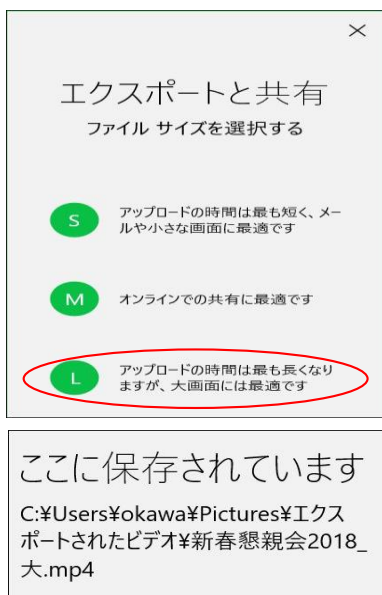 エクスポートと共有
ファイル サイズを選択する
S
アップロードの時間は最も短く、メー
ルや小さな画面に最適です
M
オンラインでの共有に最適です
L
アップロードの時間は最も長くなり
ますが、大画面には最適です
ここに保存されています
C:¥Users¥okawa¥Pictures¥エクス
ポートされたビデオ¥新春懇親会2018_
大.mp4